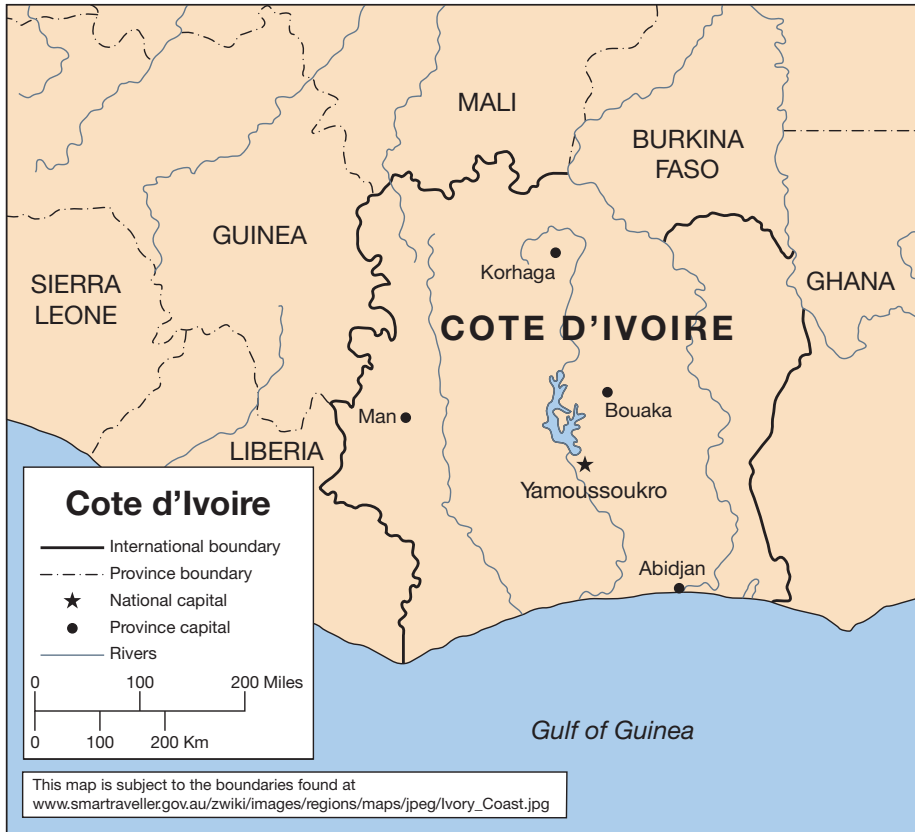 MALI
BURKINA
FASO
GUINEA
Korhaga
SIERRA
LEONE
GHANA
COTE D'IVOIRE
Bouaka
Man
LIBERIA
Yamoussoukro
Abidjan
Cote d'Ivoire
International boundary
Province boundary
National capital
Province capital
Rivers
0 100 200 Miles
0 100 200 Km
Gulf of Guinea
This map is subject to the boundaries found at
www.smartraveller.gov.au/zwiki/images/regions/maps/jpeg/Ivory_Coast.jpg